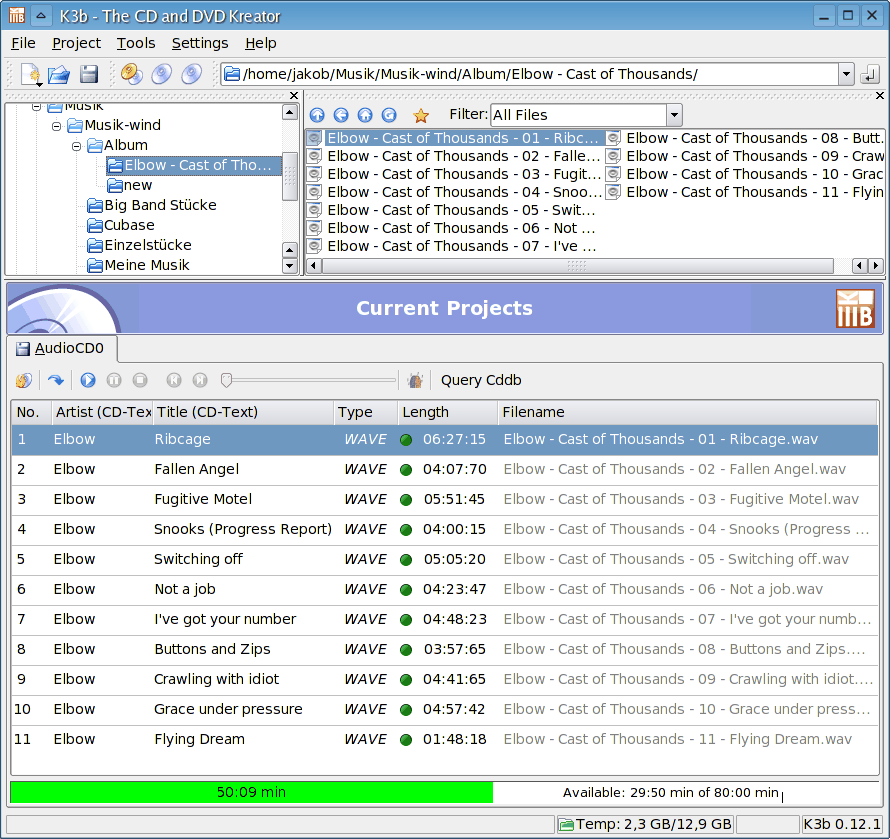 K3b - The CD and DVD Kreator
File Project Tools Settings Help
/home/jakob/Musik/Musik-wind/Album/Elbow - Cast of Thousands/
Musik
Musik-wind
Album
Elbow - Cast of Tho...
new
Big Band Stücke
Cubase
Einzelstücke
Meine Musik
Filter: All Files
Elbow - Cast of Thousands - 01 - Ribc...
Elbow - Cast of Thousands - 02 - Falle...
Elbow - Cast of Thousands - 03 - Fugit...
Elbow - Cast of Thousands - 04 - Snoo...
Elbow - Cast of Thousands - 05 - Swit...
Elbow - Cast of Thousands - 06 - Not ...
Elbow - Cast of Thousands - 07 - I've ...
Elbow - Cast of Thousands - 08 - Butt
Elbow - Cast of Thousands - 09 - Craw
Elbow - Cast of Thousands - 10 - Grac
Elbow - Cast of Thousands - 11 - Flyin
Current Projects
AudioCD0
Query Cddb
No. Artist (CD-Tex Title (CD-Text) Type Length Filename
1 Elbow Ribcage WAVE 06:27:15 Elbow - Cast of Thousands - 01 - Ribcage.wav
2 Elbow Fallen Angel WAVE 04:07:70 Elbow - Cast of Thousands - 02 - Fallen Angel.wav
3 Elbow Fugitive Motel WAVE 05:51:45 Elbow - Cast of Thousands - 03 - Fugitive Motel.wav
4 Elbow Snooks (Progress Report) WAVE 04:00:15 Elbow - Cast of Thousands - 04 - Snooks (Progress ...
5 Elbow Switching off WAVE 05:05:20 Elbow - Cast of Thousands - 05 - Switching off.wav
6 Elbow Not a job WAVE 04:23:47 Elbow - Cast of Thousands - 06 - Not a job.wav
7 Elbow I've got your number WAVE 04:48:23 Elbow - Cast of Thousands - 07 - I've got your numb...
8 Elbow Buttons and Zips WAVE 03:57:65 Elbow - Cast of Thousands - 08 - Buttons and Zips....
9 Elbow Crawling with idiot WAVE 04:41:65 Elbow - Cast of Thousands - 09 - Crawling with idiot....
10 Elbow Grace under pressure WAVE 04:57:42 Elbow - Cast of Thousands - 10 - Grace under press...
11 Elbow Flying Dream WAVE 01:48:18 Elbow - Cast of Thousands - 11 - Flying Dream.wav
50:09 min Available: 29:50 min of 80:00 min
Temp: 2,3 GB/12,9 GB K3b 0.12.1